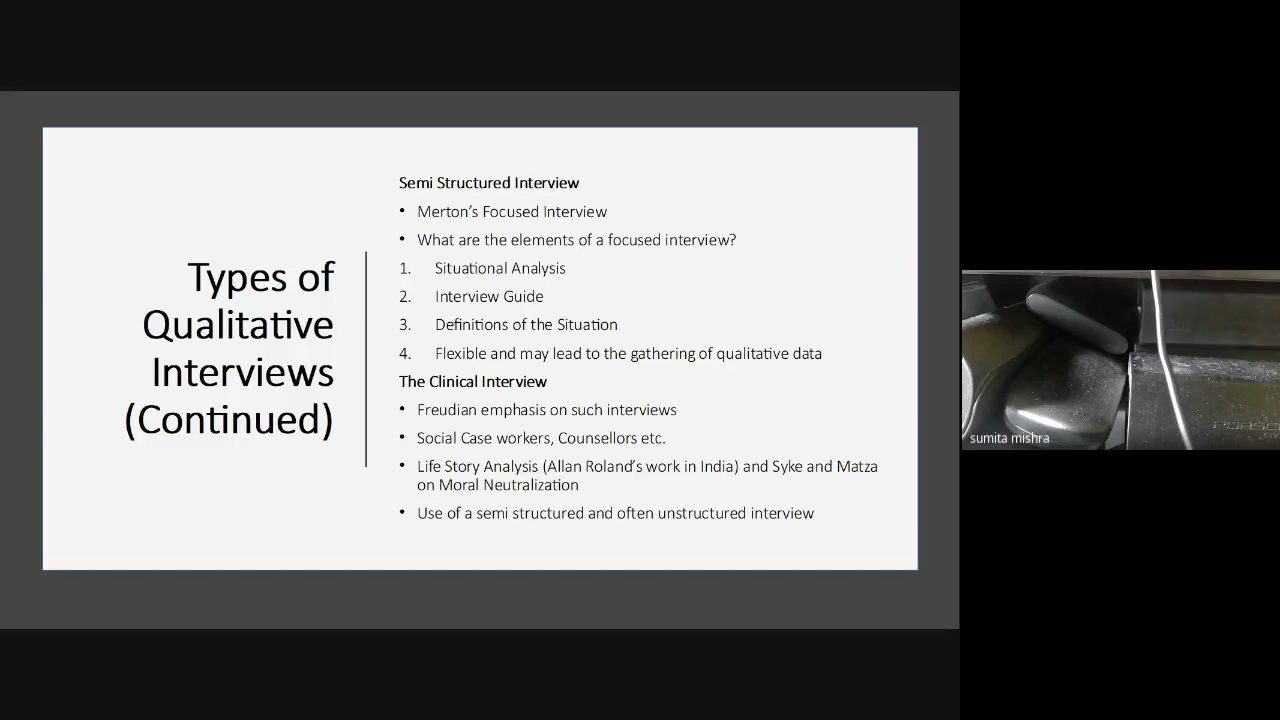 Types of
Qualitative
Interviews
(Continued)
Semi Structured Interview
• Merton's Focused Interview
• What are the elements of a focused interview?
1. Situational Analysis
2. Interview Guide
3. Definitions of the Situation
4. Flexible and may lead to the gathering of qualitative data
The Clinical Interview
• Freudian emphasis on such interviews
• Social Case workers, Counsellors etc.
• Life Story Analysis (Allan Roland's work in India) and Syke and Matza
on Moral Neutralization
• Use of a semi structured and often unstructured interview
sumita mishra